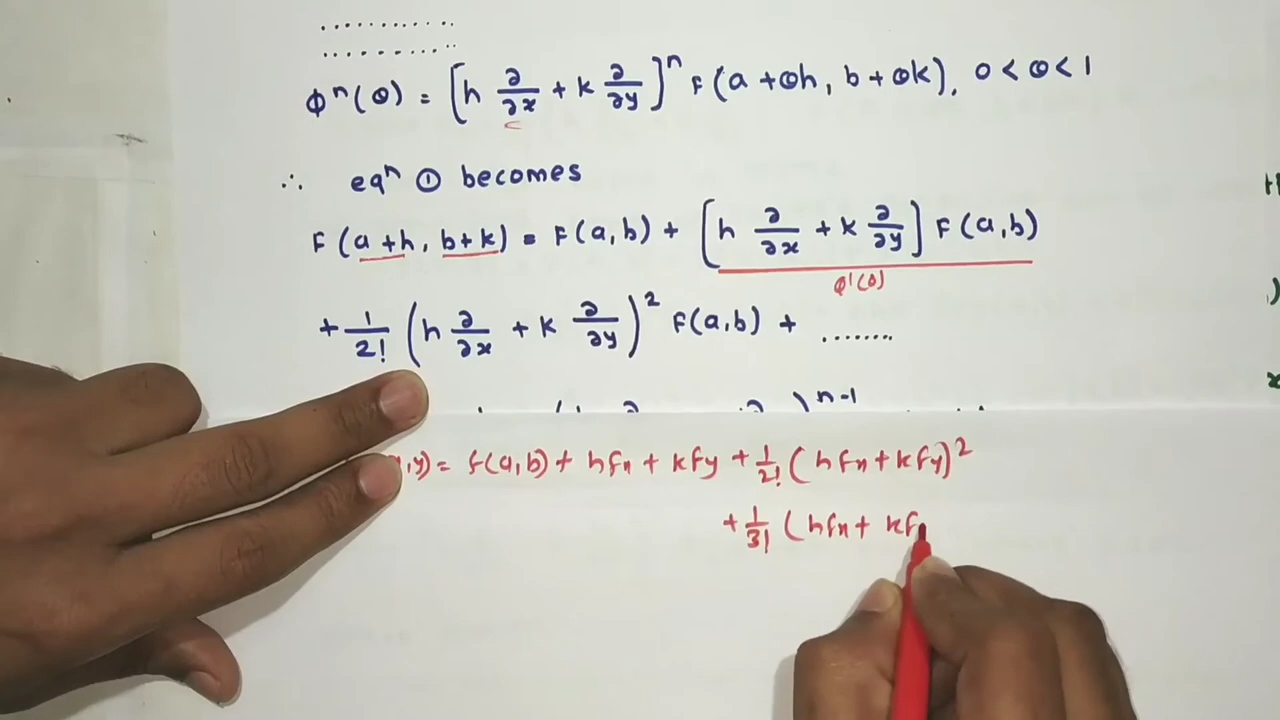 ............
............
φⁿ(θ) = [h ∂/∂x + k ∂/∂y]ⁿ F(a+θh, b+θk), 0<θ<1
∴ eqⁿ ① becomes
F(a+h, b+k) = F(a,b) + [h ∂/∂x + k ∂/∂y] F(a,b)
φ'(0)
+ 1/2! (h ∂/∂x + k ∂/∂y)² F(a,b) + .......
n-1
,y) = f(a,b) + hfx + kfy + 1/2! (hfx + kfy)²
+ 1/3! (hfx + kf